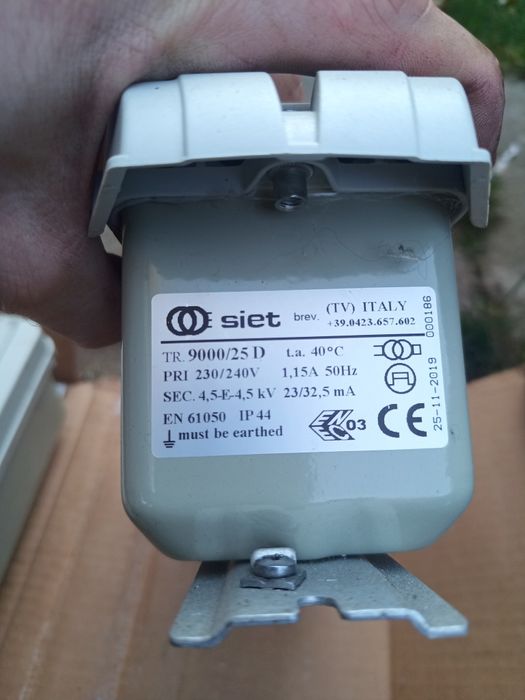 siet brev. (TV) ITALY
+39.0423.657.602
TR. 9000/25 D t.a. 40°C
PRI 230/240V 1,15A 50Hz
SEC. 4,5-E-4,5 kV 23/32,5 mA
EN 61050 IP 44
⏚ must be earthed
ENEC 03 CE
25-11-2019 000186